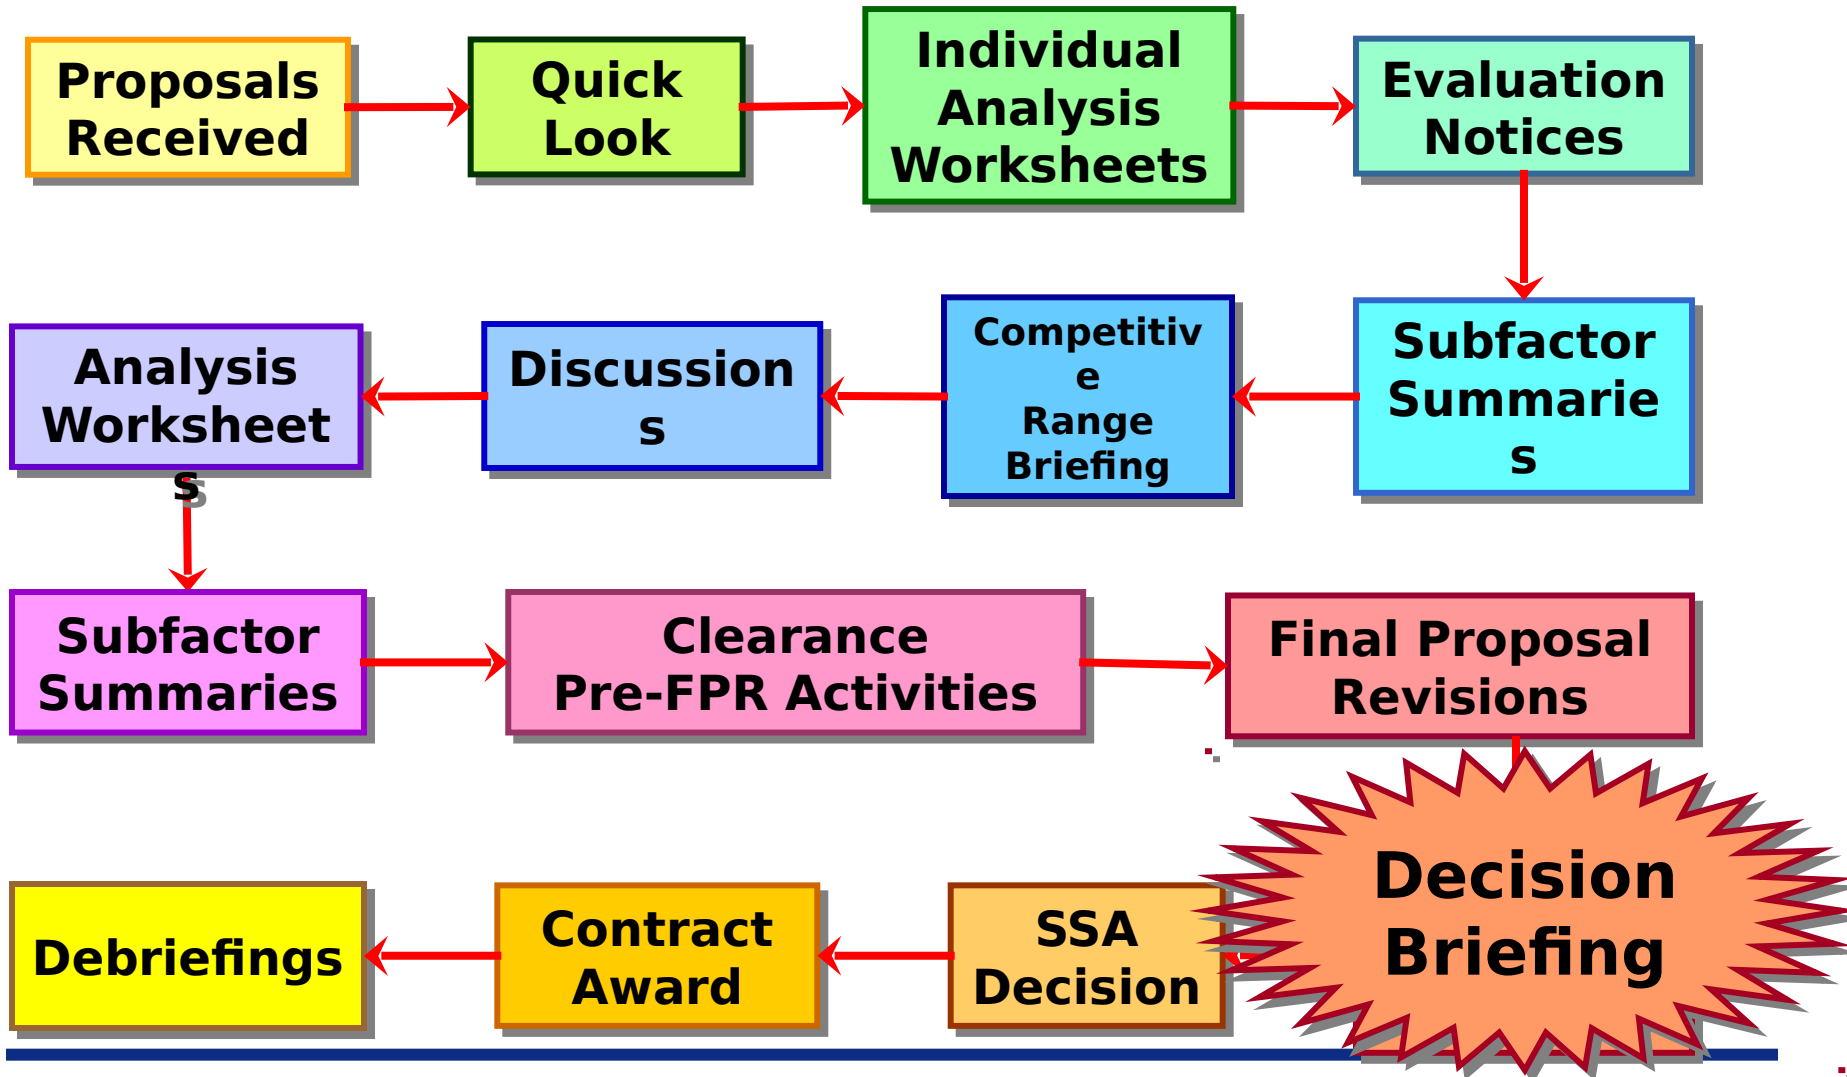 Proposals
Received
Quick
Look
Individual
Analysis
Worksheets
Evaluation
Notices
Subfactor
Summarie
s
Competitiv
e
Range
Briefing
Discussion
s
Analysis
Worksheet
s
Subfactor
Summaries
Clearance
Pre-FPR Activities
Final Proposal
Revisions
Decision
Briefing
SSA
Decision
Contract
Award
Debriefings